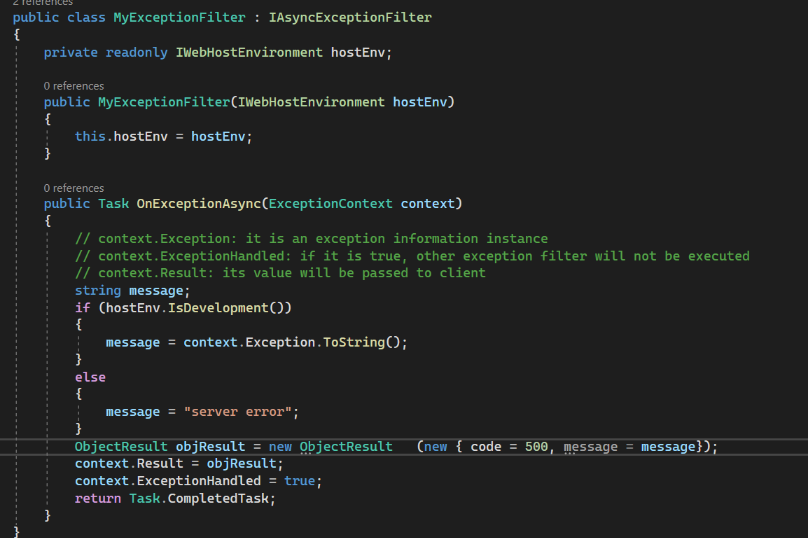 2 references
public class MyExceptionFilter : IAsyncExceptionFilter
{
    private readonly IWebHostEnvironment hostEnv;

    0 references
    public MyExceptionFilter(IWebHostEnvironment hostEnv)
    {
        this.hostEnv = hostEnv;
    }

    0 references
    public Task OnExceptionAsync(ExceptionContext context)
    {
        // context.Exception: it is an exception information instance
        // context.ExceptionHandled: if it is true, other exception filter will not be executed
        // context.Result: its value will be passed to client
        string message;
        if (hostEnv.IsDevelopment())
        {
            message = context.Exception.ToString();
        }
        else
        {
            message = "server error";
        }
        ObjectResult objResult = new ObjectResult   (new { code = 500, message = message});
        context.Result = objResult;
        context.ExceptionHandled = true;
        return Task.CompletedTask;
    }
}